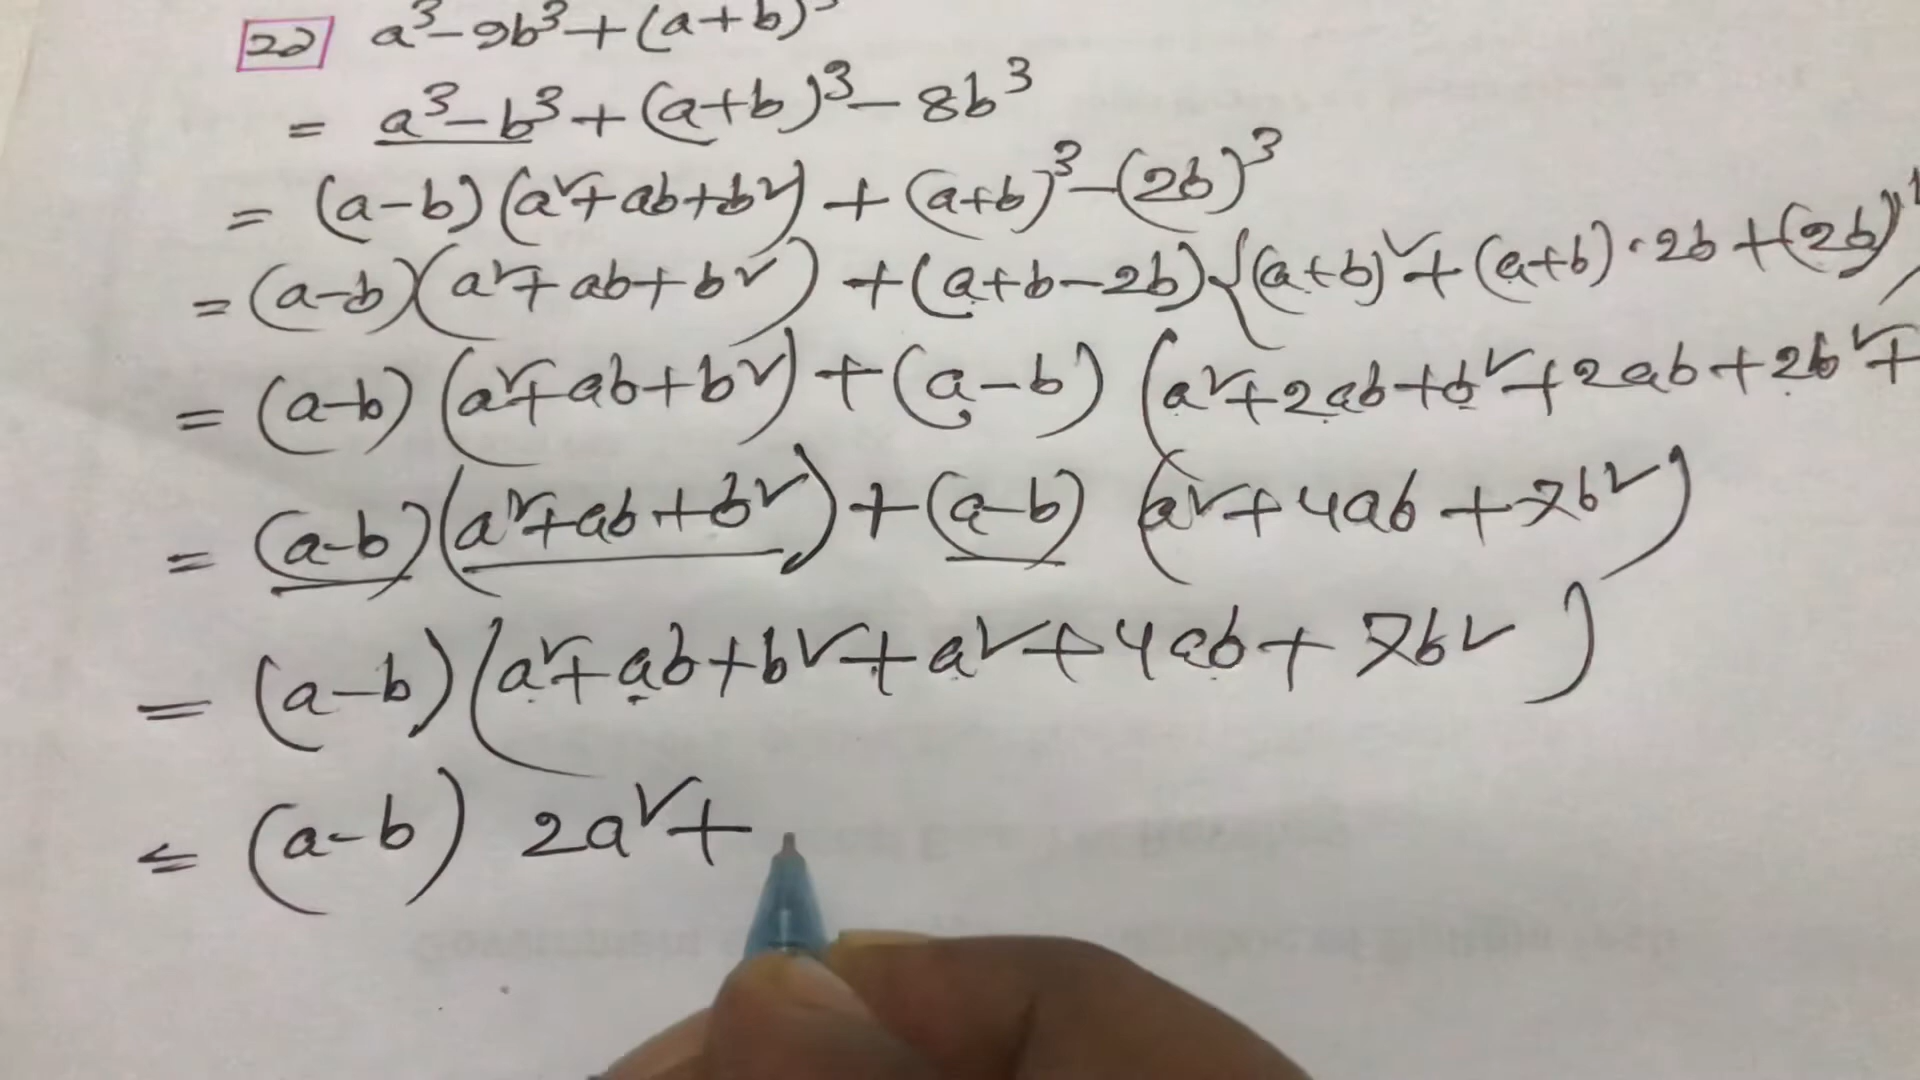 22 a³-9b³+(a+b)³
= a³-b³+(a+b)³-8b³
= (a-b)(a²+ab+b²)+(a+b)³-(2b)³
=(a-b)(a²+ab+b²)+(a+b-2b){(a+b)²+(a+b)·2b+(2b)²
= (a-b)(a²+ab+b²)+(a-b)(a²+2ab+b²+2ab+2b²+
= (a-b)(a²+ab+b²)+(a-b)(a²+4ab+7b²)
= (a-b)(a²+ab+b²+a²+4ab+7b²)
= (a-b) 2a²+